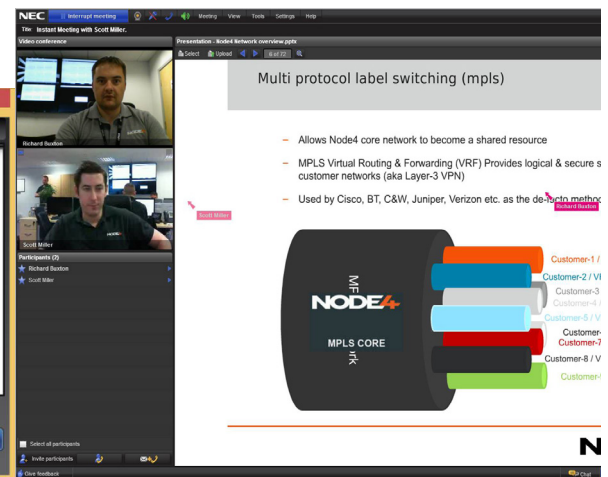 NEC Interrupt meeting Meeting View Tools Settings Help
Title: Instant Meeting with Scott Miller.
Video conference
Presentation - Node4 Network overview.pptx
Select Upload 6 of 72
Richard Buxton
Scott Miller
Participants (2)
Richard Buxton
Scott Miller
Select all participants
Invite participants
Give feedback
Multi protocol label switching (mpls)
– Allows Node4 core network to become a shared resource
– MPLS Virtual Routing & Forwarding (VRF) Provides logical & secure s
customer networks (aka Layer-3 VPN)
– Used by Cisco, BT, C&W, Juniper, Verizon etc. as the de-facto method
Scott Miller
Richard Buxton
NODE4
MPLS CORE
Customer-1 /
Customer-2 / V
Customer-3
Customer-4 /
Customer-5 / V
Customer-
Customer-7
Customer-8 / V
Customer-
N
Chat